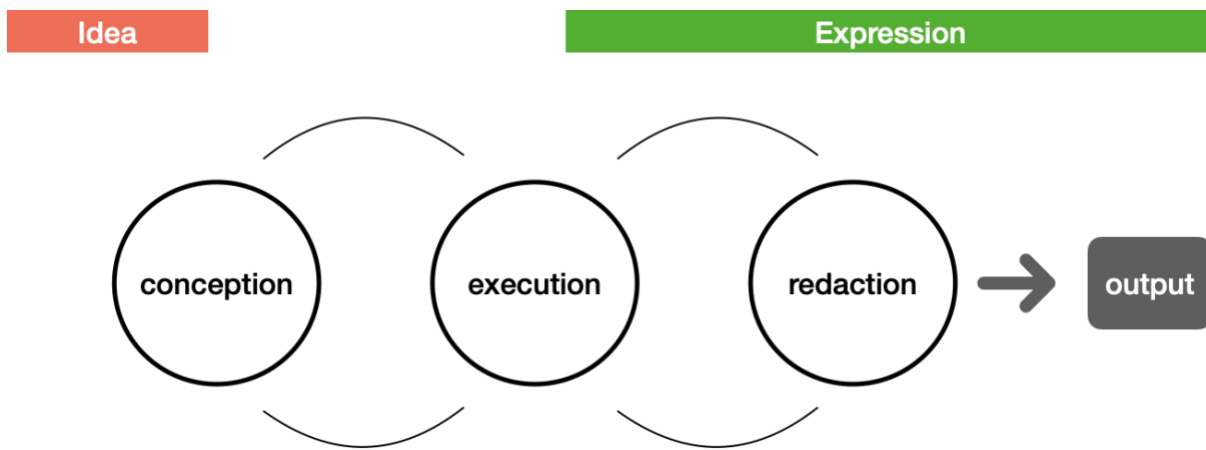 Idea
Expression
conception
execution
redaction
output